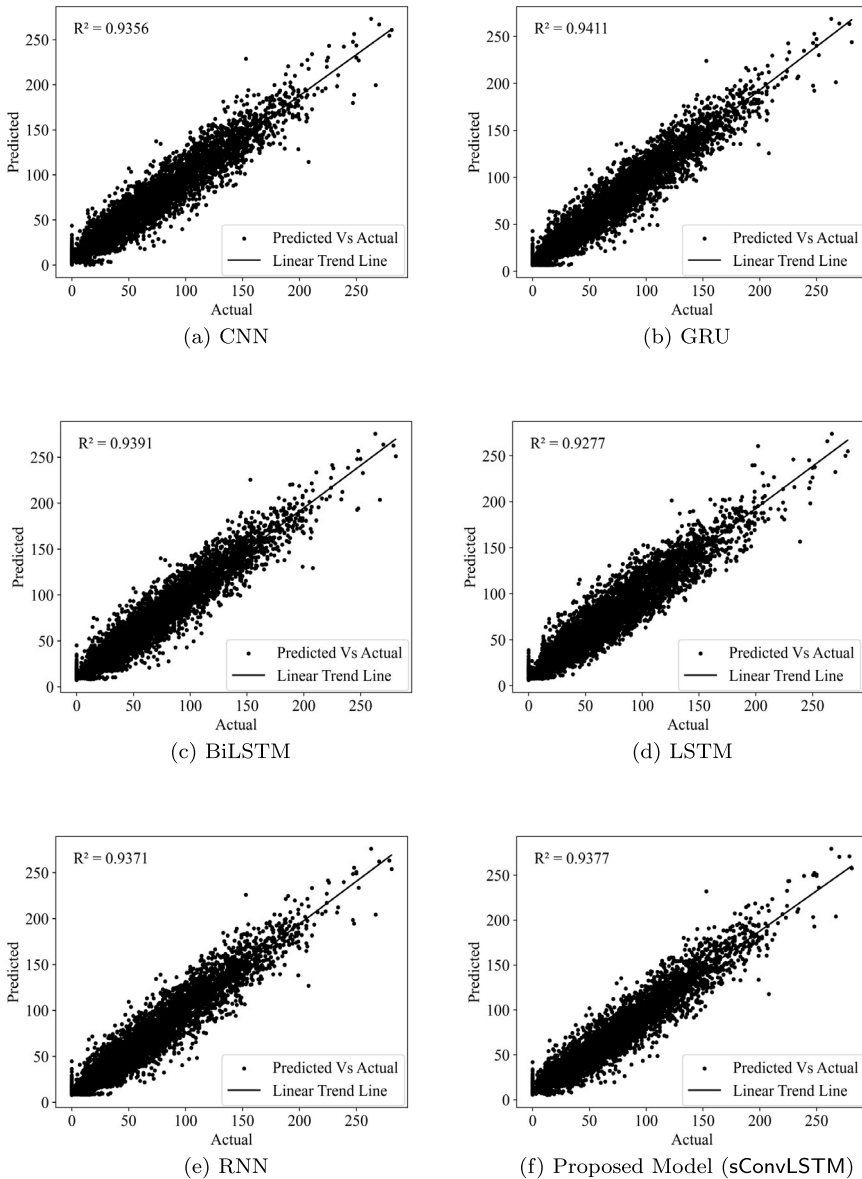 R² = 0.9356
250
200
150
100
50
0
Predicted
Predicted Vs Actual
Linear Trend Line
0 50 100 150 200 250
Actual
(a) CNN
R² = 0.9411
250
200
150
100
50
0
Predicted
Predicted Vs Actual
Linear Trend Line
0 50 100 150 200 250
Actual
(b) GRU
R² = 0.9391
250
200
150
100
50
0
Predicted
Predicted Vs Actual
Linear Trend Line
0 50 100 150 200 250
Actual
(c) BiLSTM
R² = 0.9277
250
200
150
100
50
0
Predicted
Predicted Vs Actual
Linear Trend Line
0 50 100 150 200 250
Actual
(d) LSTM
R² = 0.9371
250
200
150
100
50
0
Predicted
Predicted Vs Actual
Linear Trend Line
0 50 100 150 200 250
Actual
(e) RNN
R² = 0.9377
250
200
150
100
50
0
Predicted
Predicted Vs Actual
Linear Trend Line
0 50 100 150 200 250
Actual
(f) Proposed Model (sConvLSTM)